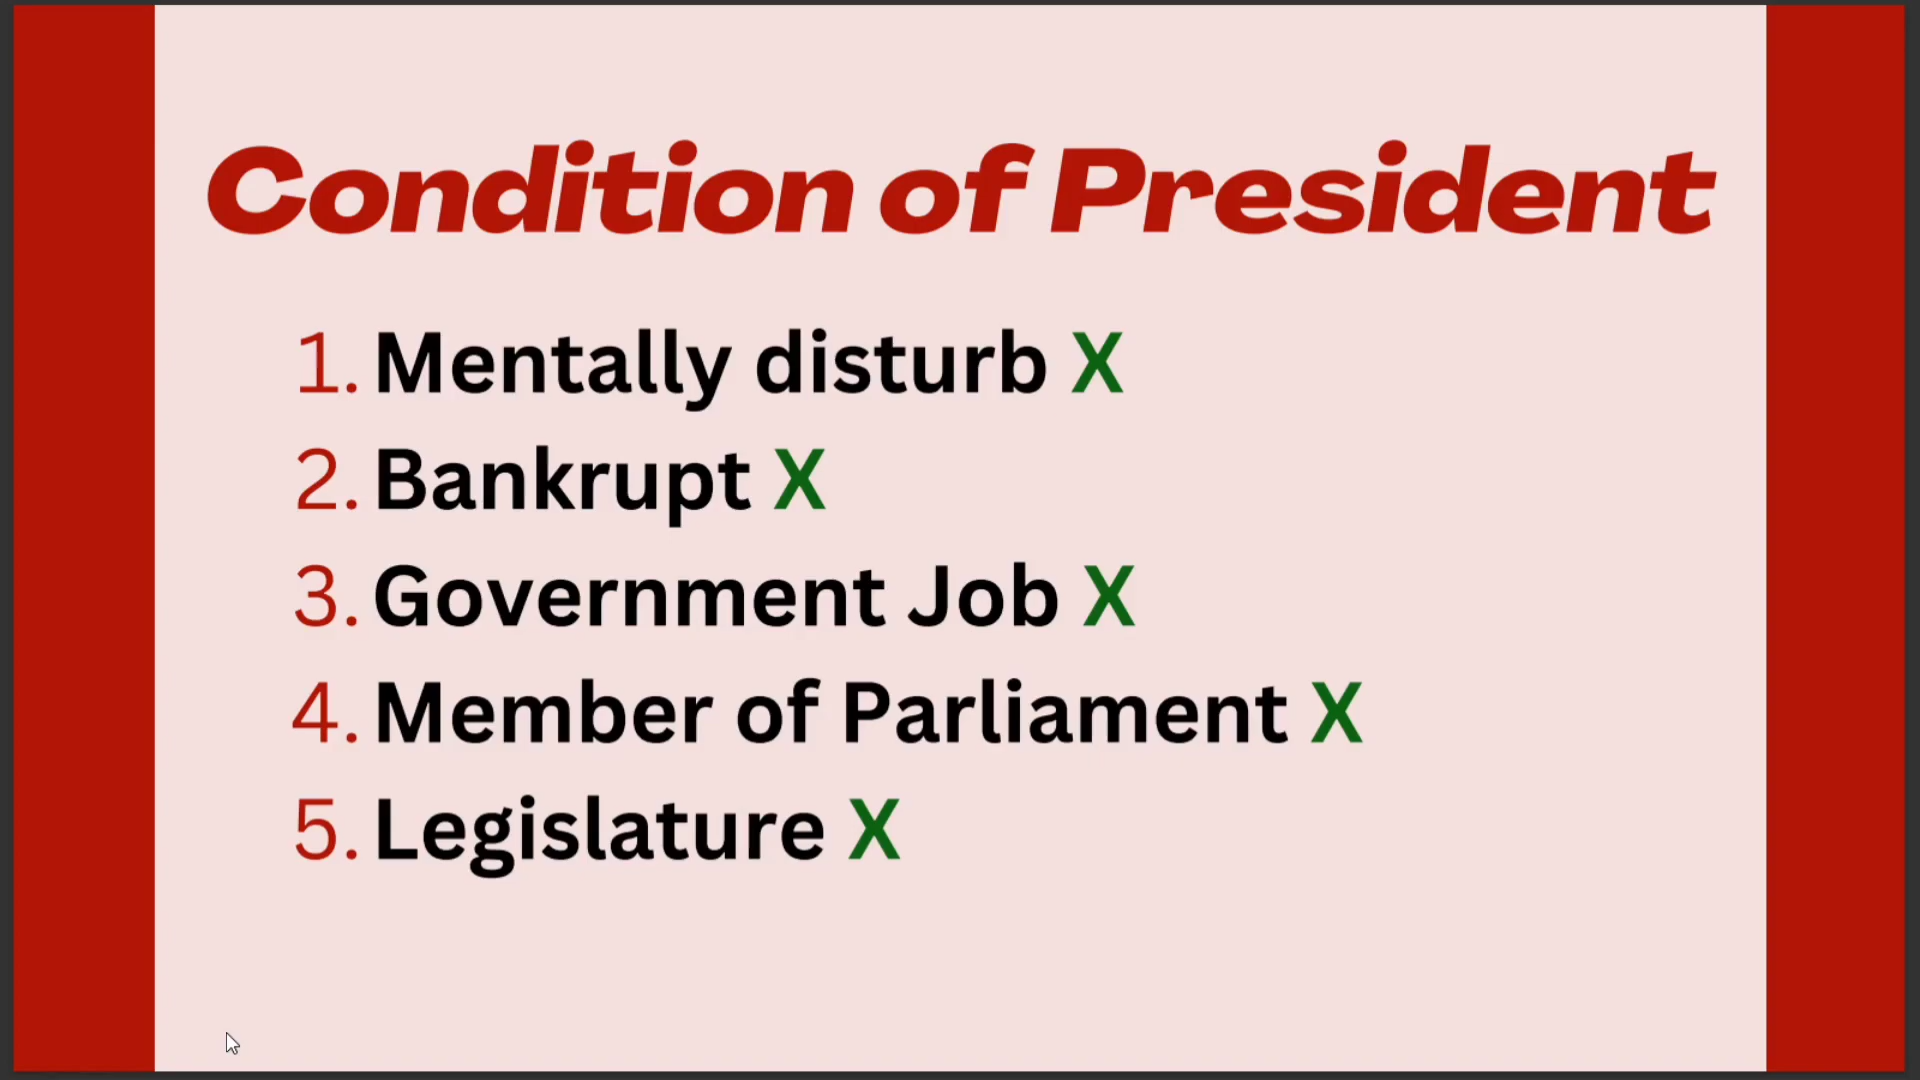 Condition of President
1. Mentally disturb X
2. Bankrupt X
3. Government Job X
4. Member of Parliament X
5. Legislature X